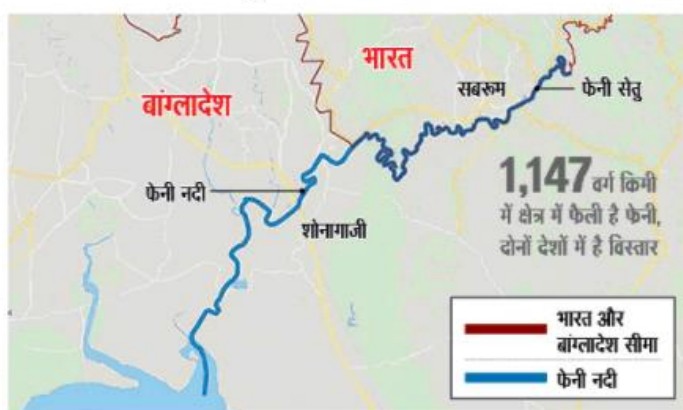 भारत
बांग्लादेश
सबरूम
फेनी सेतु
फेनी नदी
शोनागाजी
1,147 वर्ग किमी
में क्षेत्र में फैली है फेनी,
दोनों देशों में है विस्तार
भारत और
बांग्लादेश सीमा
फेनी नदी